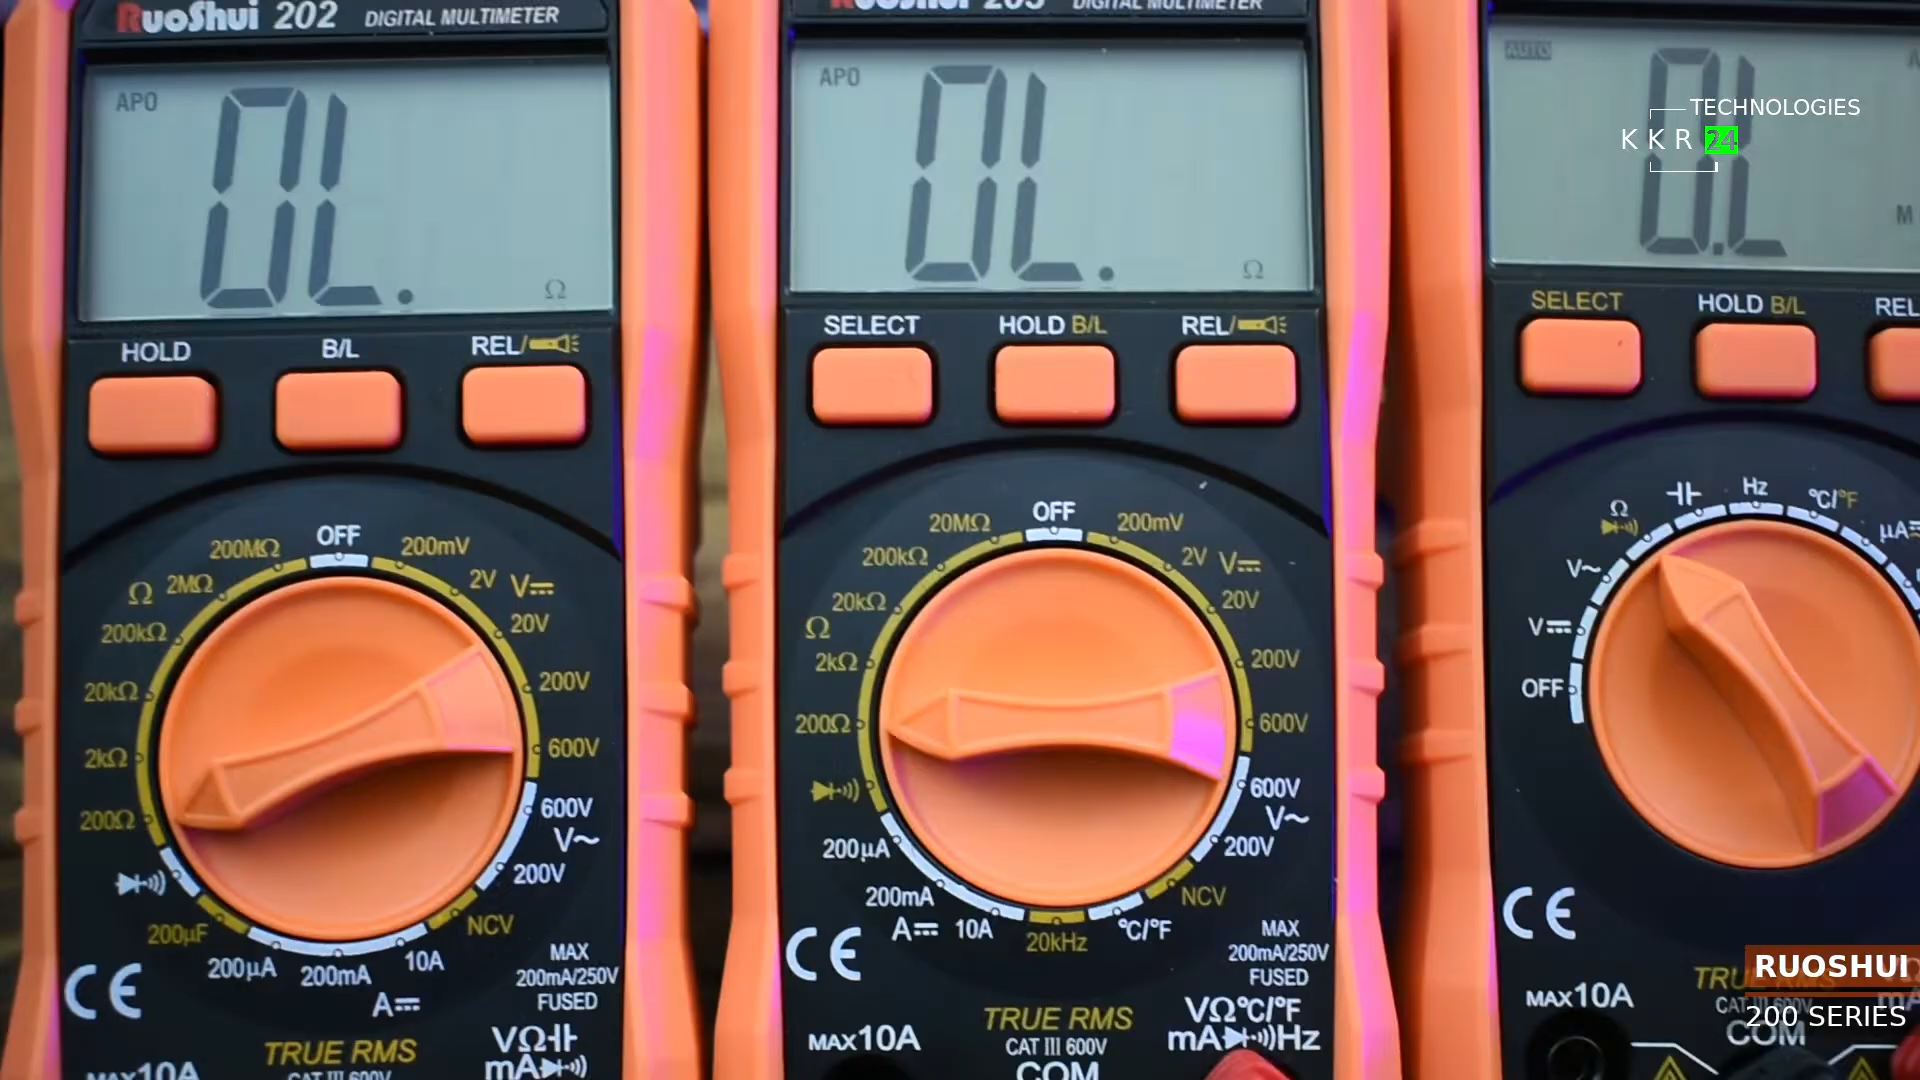 RuoShui 202 DIGITAL MULTIMETER
APO
0L.
Ω
HOLD B/L REL/
OFF
200mV
2V
V
20V
200V
600V
600V
V~
200V
NCV
10A
200mA
200µA
A
200µF
200Ω
2kΩ
20kΩ
200kΩ
Ω
2MΩ
200MΩ
CE
MAX
200mA/250V
FUSED
TRUE RMS
CAT III 600V
MAX10A
VΩ
mA
RuoShui 203 DIGITAL MULTIMETER
APO
0L.
Ω
SELECT HOLD B/L REL/
OFF
200mV
2V
V
20V
200V
600V
600V
V~
200V
NCV
°C/°F
20kHz
10A
A
200mA
200µA
200Ω
2kΩ
Ω
20kΩ
200kΩ
20MΩ
CE
MAX
200mA/250V
FUSED
TRUE RMS
CAT III 600V
COM
MAX10A
VΩ°C/°F
mA Hz
AUTO
0.L
M
SELECT HOLD B/L REL
OFF
V
V~
Ω
Hz
°C/°F
µA
CE
MAX10A
TRUE RMS
CAT III 600V
COM
TECHNOLOGIES
KKR 24
RUOSHUI
200 SERIES